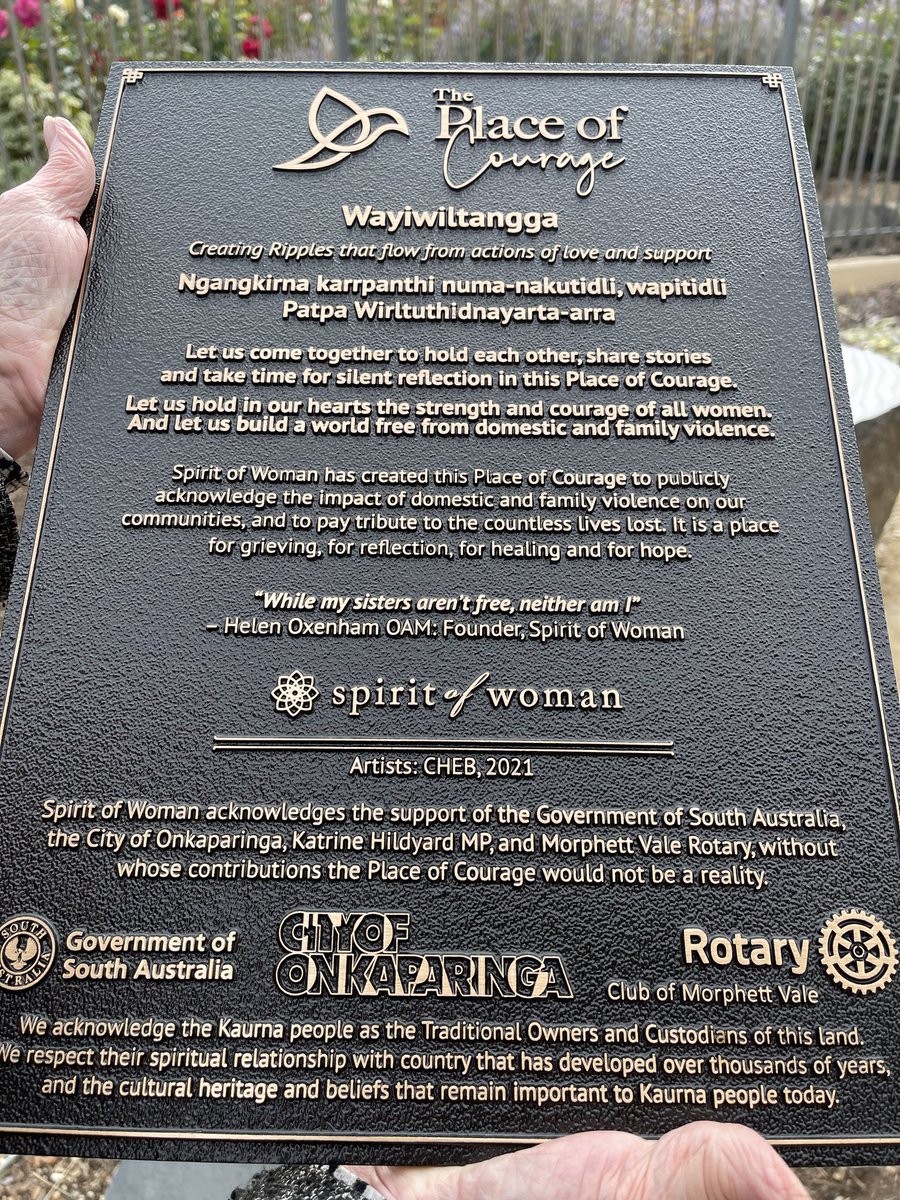 The
Place of
Courage
Wayiwiltangga
Creating Ripples that flow from actions of love and support
Ngangkirna karrpanthi numa-nakutidli, wapitidli
Patpa Wirltuthidnayarta-arra
Let us come together to hold each other, share stories
and take time for silent reflection in this Place of Courage.
Let us hold in our hearts the strength and courage of all women.
And let us build a world free from domestic and family violence.
Spirit of Woman has created this Place of Courage to publicly
acknowledge the impact of domestic and family violence on our
communities, and to pay tribute to the countless lives lost. It is a place
for grieving, for reflection, for healing and for hope.
“While my sisters aren’t free, neither am I”
– Helen Oxenham OAM: Founder, Spirit of Woman
spirit of woman
Artists: CHEB, 2021
Spirit of Woman acknowledges the support of the Government of South Australia,
the City of Onkaparinga, Katrine Hildyard MP, and Morphett Vale Rotary, without
whose contributions the Place of Courage would not be a reality.
SOUTH AUSTRALIA
Government of
South Australia
CITY OF
ONKAPARINGA
Rotary
Club of Morphett Vale
We acknowledge the Kaurna people as the Traditional Owners and Custodians of this land.
We respect their spiritual relationship with country that has developed over thousands of years,
and the cultural heritage and beliefs that remain important to Kaurna people today.